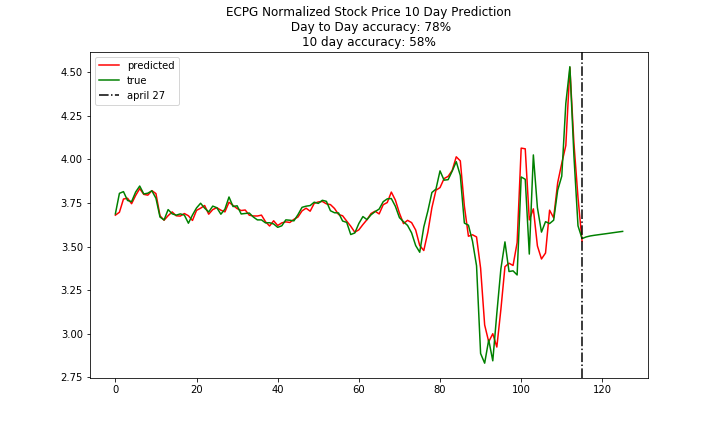 ECPG Normalized Stock Price 10 Day Prediction
Day to Day accuracy: 78%
10 day accuracy: 58%
predicted
true
april 27
4.50
4.25
4.00
3.75
3.50
3.25
3.00
2.75
0 20 40 60 80 100 120